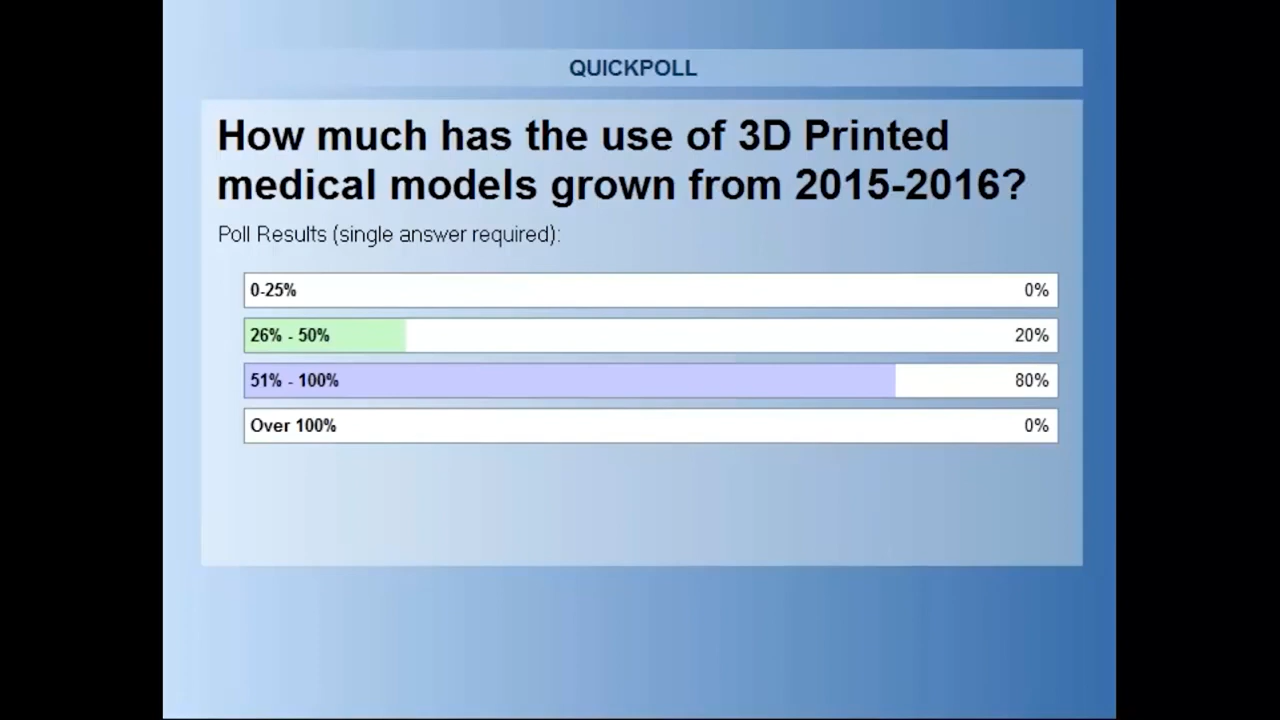 QUICKPOLL
How much has the use of 3D Printed
medical models grown from 2015-2016?
Poll Results (single answer required):
0-25% 0%
26% - 50% 20%
51% - 100% 80%
Over 100% 0%